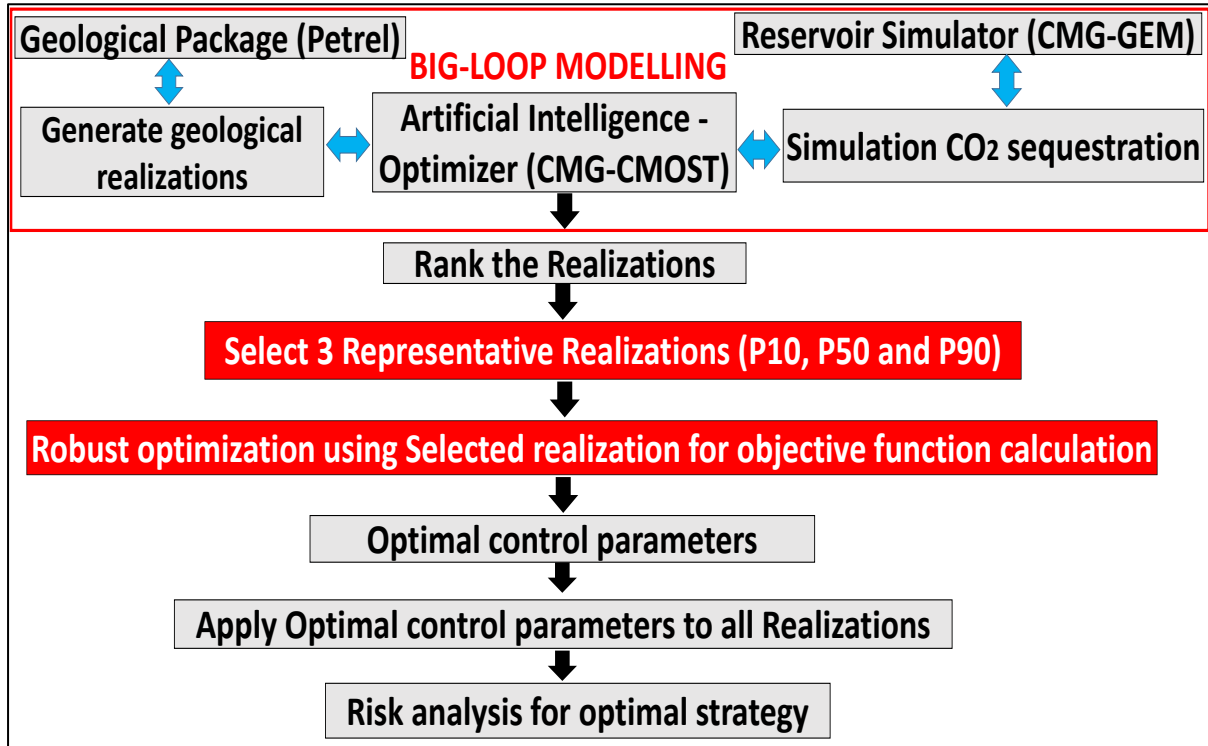 Geological Package (Petrel)
Reservoir Simulator (CMG-GEM)
BIG-LOOP MODELLING
Generate geological
realizations
Artificial Intelligence -
Optimizer (CMG-CMOST)
Simulation CO2 sequestration
Rank the Realizations
Select 3 Representative Realizations (P10, P50 and P90)
Robust optimization using Selected realization for objective function calculation
Optimal control parameters
Apply Optimal control parameters to all Realizations
Risk analysis for optimal strategy